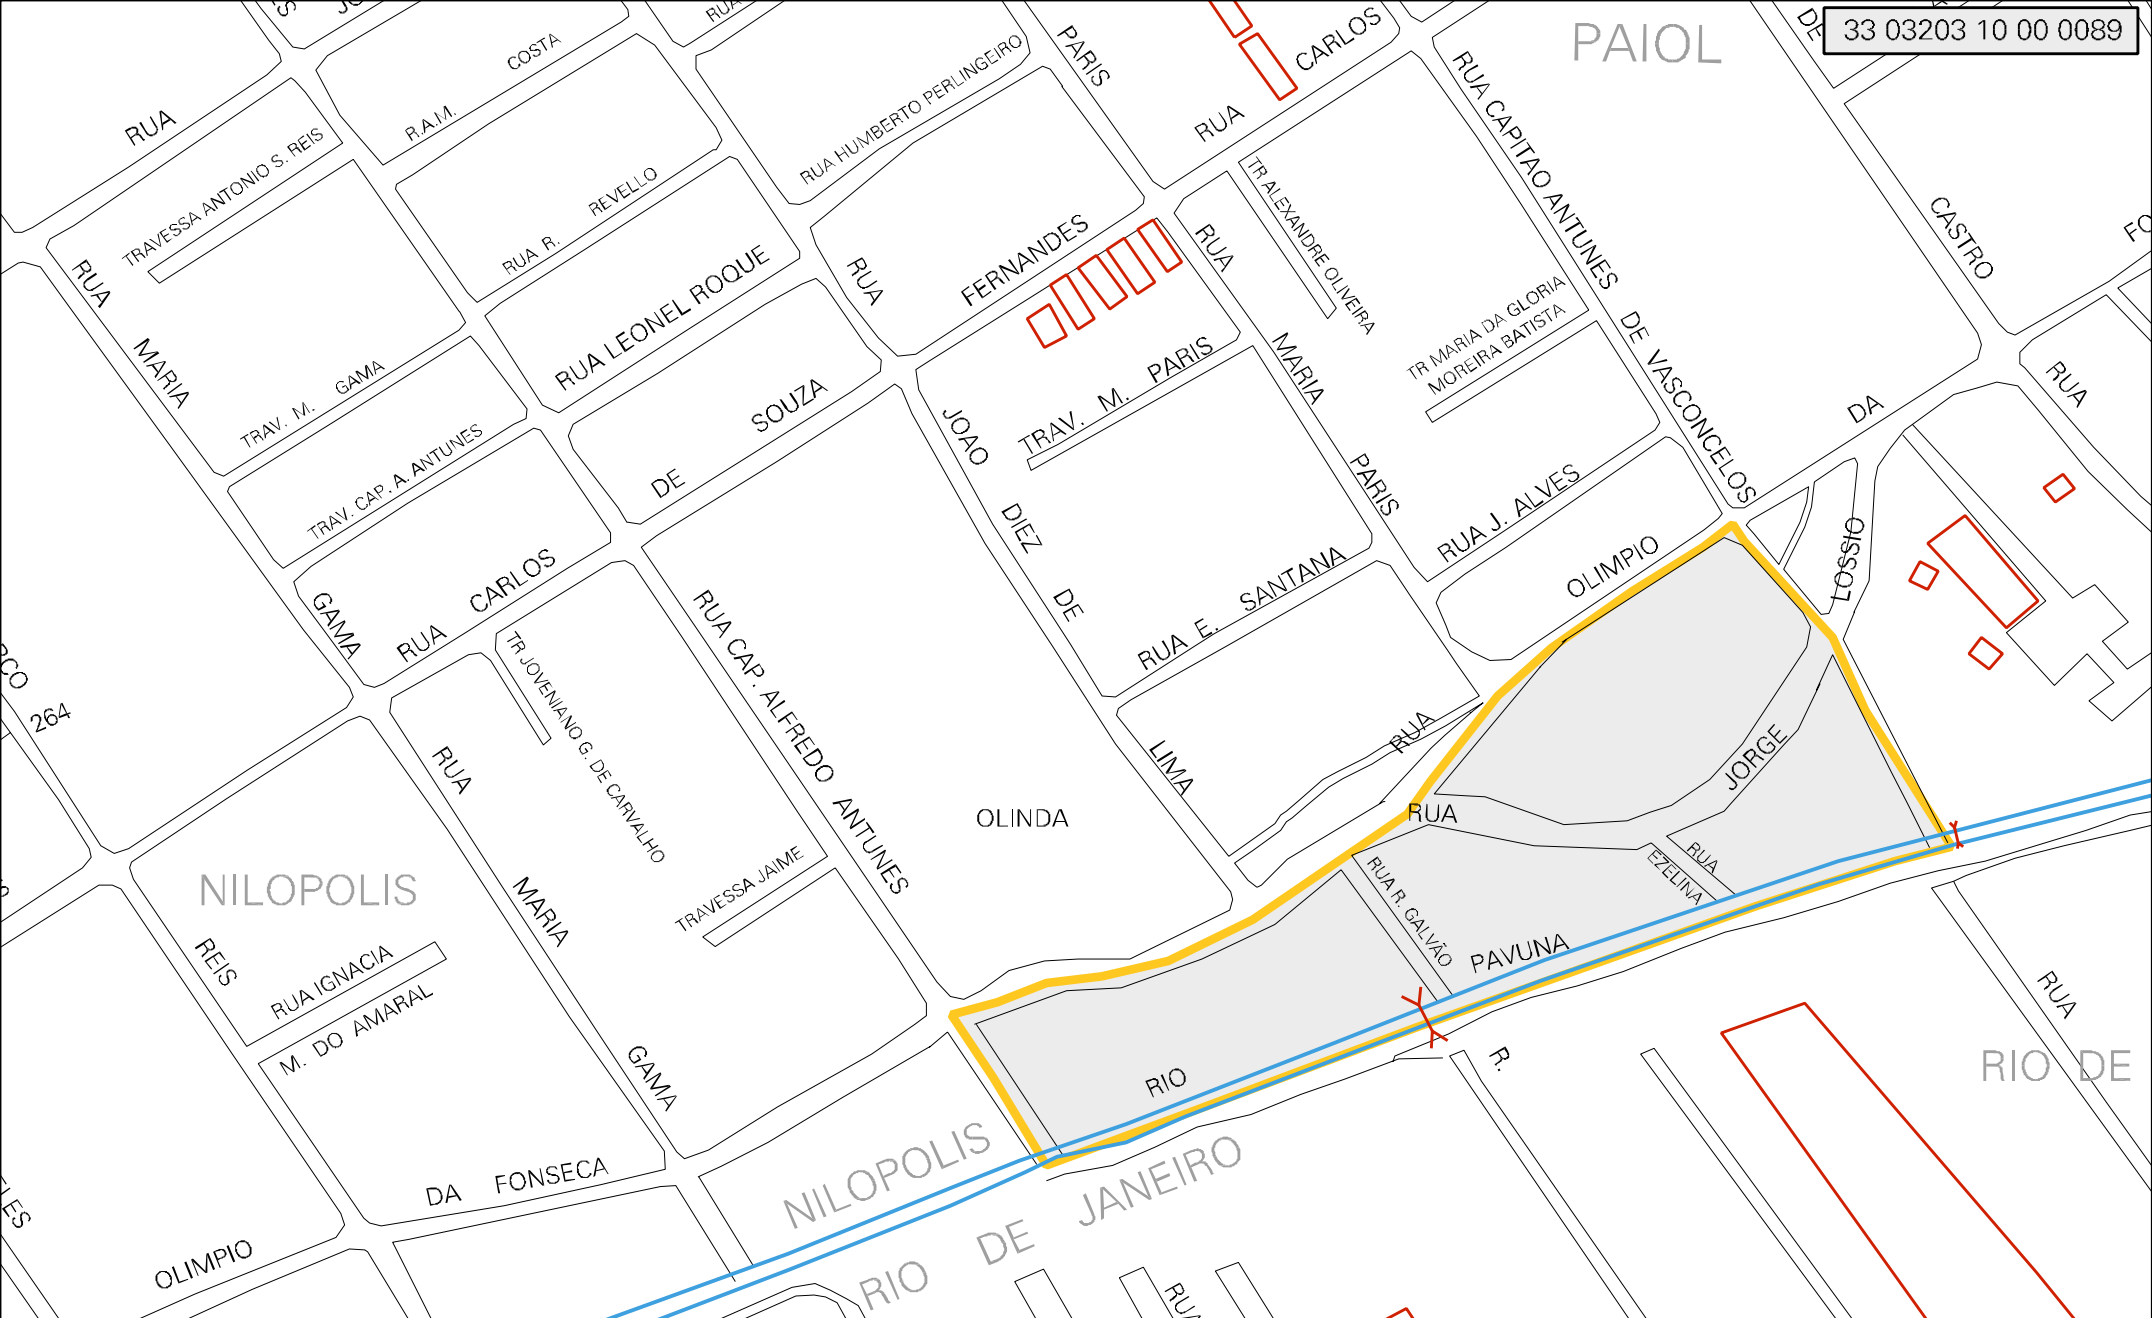 33 03203 10 00 0089
PAIOL
COSTA
R.A.M.
RUA
TRAVESSA ANTONIO S. REIS
RUA HUMBERTO PERLINGEIRO
PARIS
RUA CARLOS
RUA CAPITAO ANTUNES DE VASCONCELOS
DE
CASTRO
RUA R. REVELLO
RUA LEONEL ROQUE
RUA
FERNANDES
RUA MARIA PARIS
TR ALEXANDRE OLIVEIRA
TR MARIA DA GLORIA
MOREIRA BATISTA
RUA MARIA GAMA
TRAV. M. GAMA
TRAV. CAP. A. ANTUNES
DE SOUZA
JOAO DIEZ DE LIMA
TRAV. M. PARIS
DA
RUA
RUA J. ALVES
OLIMPIO
LOSSIO
RUA CARLOS
RUA E. SANTANA
RUA
RUA JORGE
264
TR JOVENIANO G. DE CARVALHO
RUA CAP. ALFREDO ANTUNES
OLINDA
RUA MARIA GAMA
TRAVESSA JAIME
RUA R. GALVÃO
RUA
EZELINA
NILOPOLIS
REIS
RUA IGNACIA
M. DO AMARAL
RIO PAVUNA
RUA
R.
RIO DE
DA FONSECA
OLIMPIO
NILOPOLIS
RIO DE JANEIRO
RUA